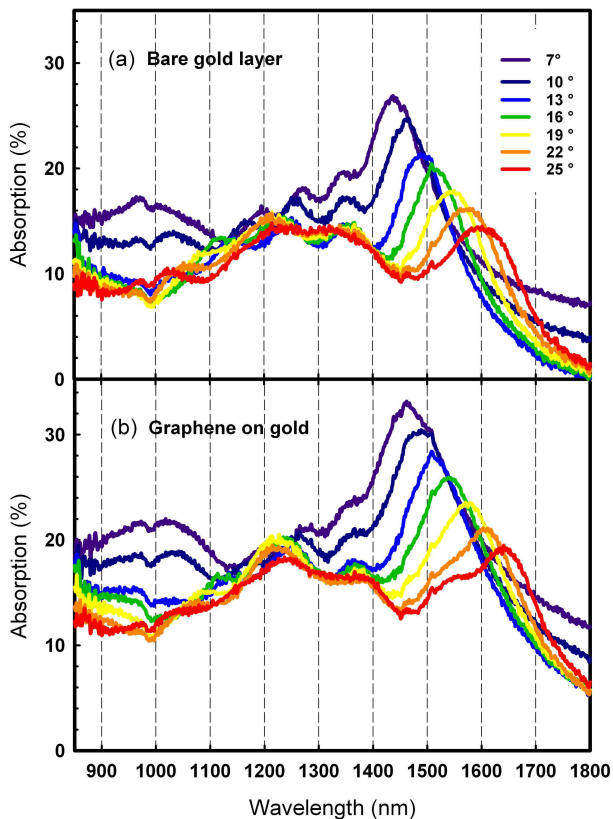 30
20
10
0
Absorption (%)
(a) Bare gold layer
7°
10 °
13 °
16 °
19 °
22 °
25 °
30
20
10
0
Absorption (%)
(b) Graphene on gold
900 1000 1100 1200 1300 1400 1500 1600 1700 1800
Wavelength (nm)